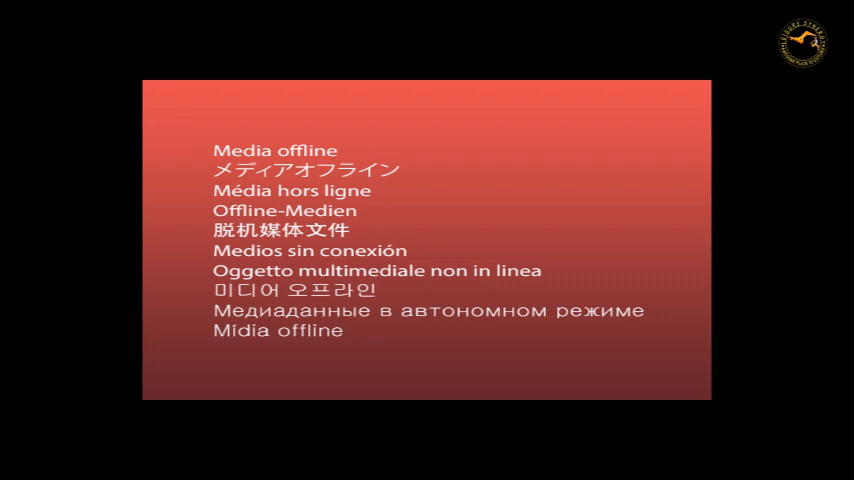 Media offline
メディアオフライン
Média hors ligne
Offline-Medien
脱机媒体文件
Medios sin conexión
Oggetto multimediale non in linea
미디어 오프라인
Медиаданные в автономном режиме
Mídia offline